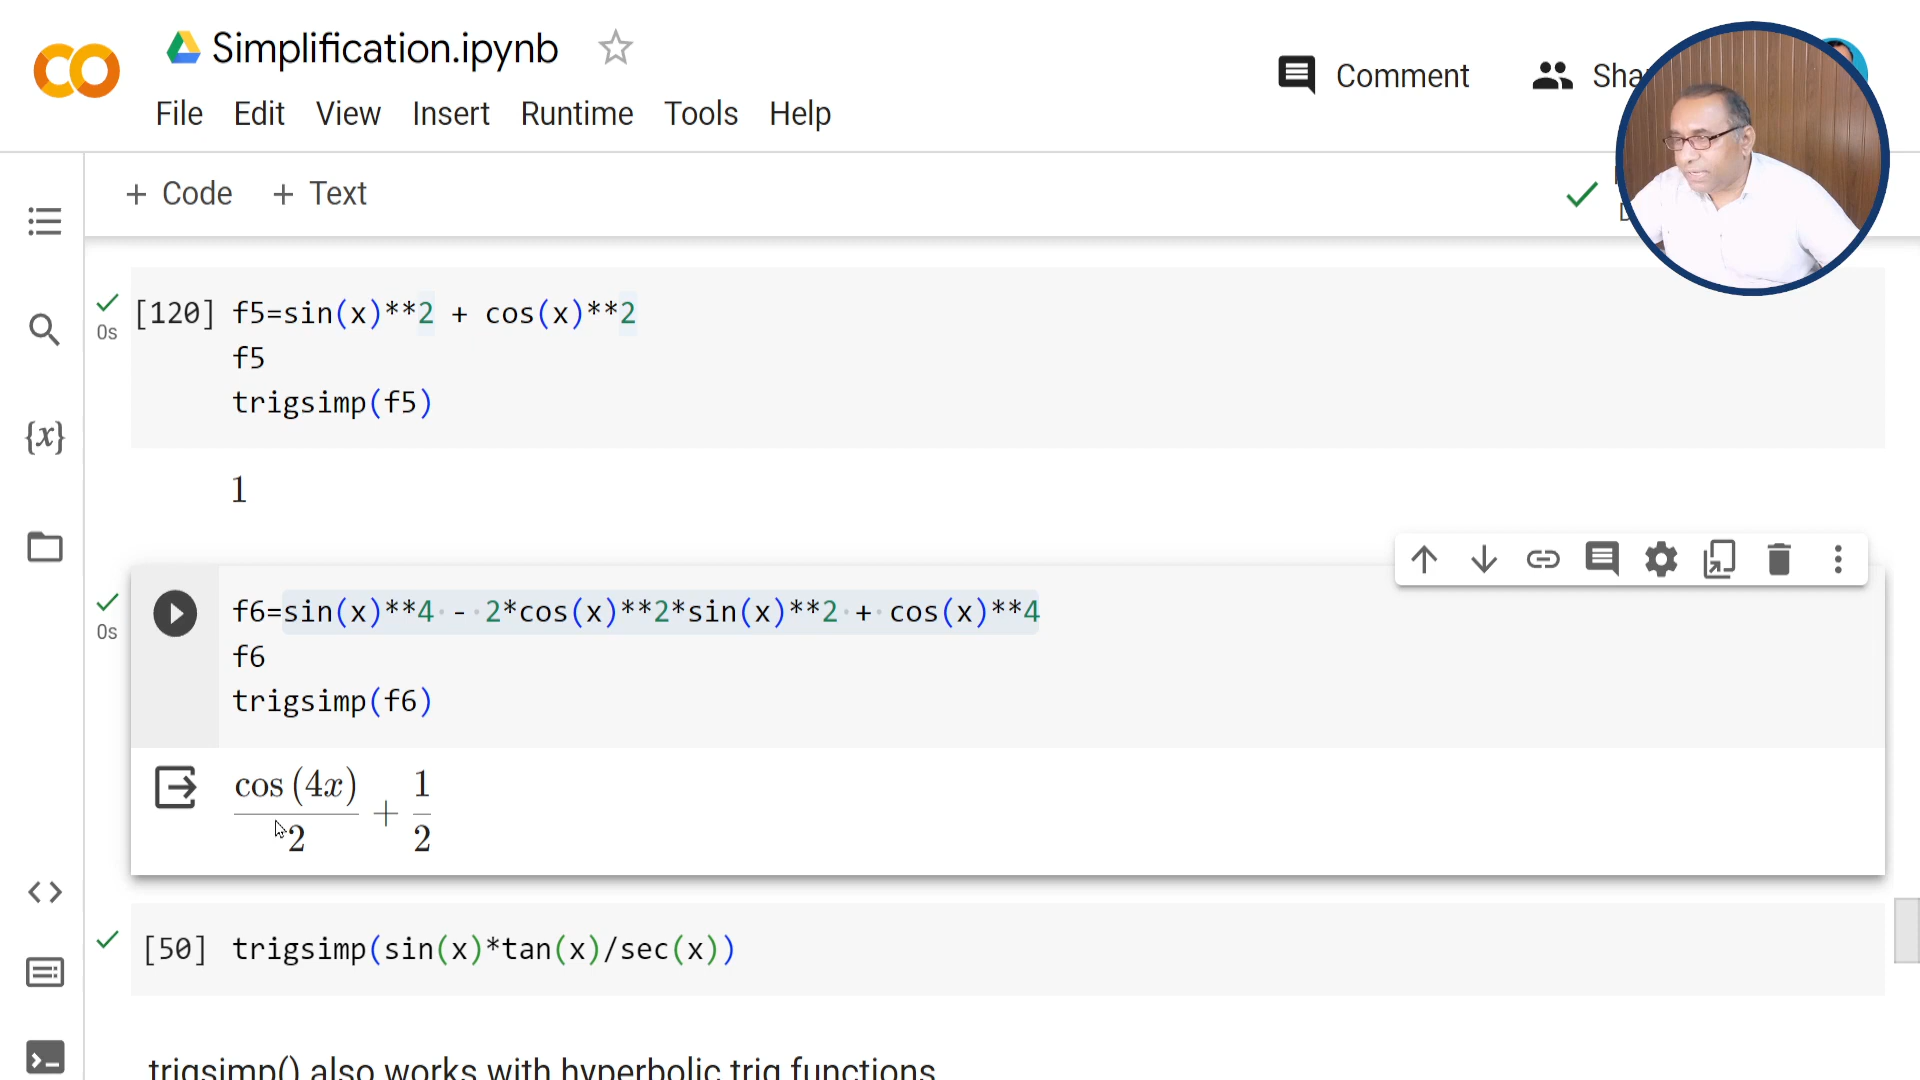 Simplification.ipynb
Comment
File Edit View Insert Runtime Tools Help
+ Code + Text
[120] f5=sin(x)**2 + cos(x)**2
0s
f5
trigsimp(f5)
1
{x}
f6=sin(x)**4 - 2*cos(x)**2*sin(x)**2 + cos(x)**4
0s
f6
trigsimp(f6)
cos (4x)/2 + 1/2
[50] trigsimp(sin(x)*tan(x)/sec(x))
trigsimp() also works with hyperbolic trig functions